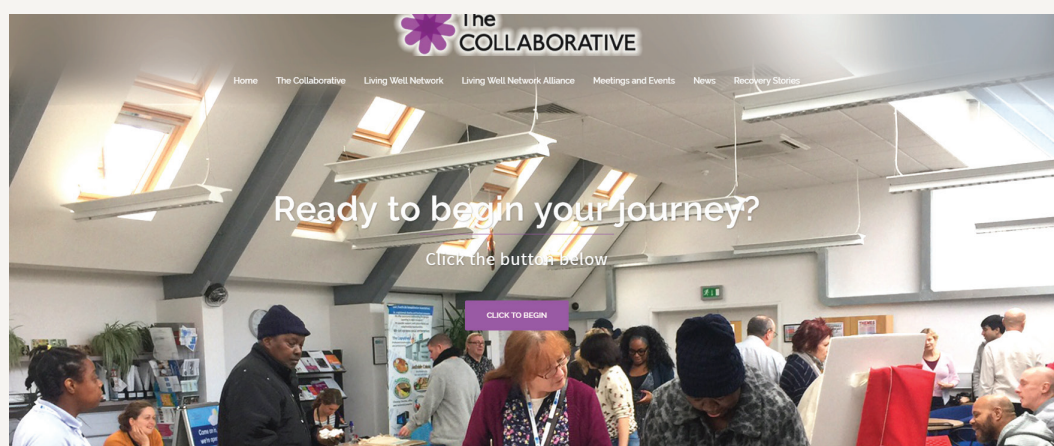 The
COLLABORATIVE
Home The Collaborative Living Well Network Living Well Network Alliance Meetings and Events News Recovery Stories
Ready to begin your journey?
Click the button below
CLICK TO BEGIN